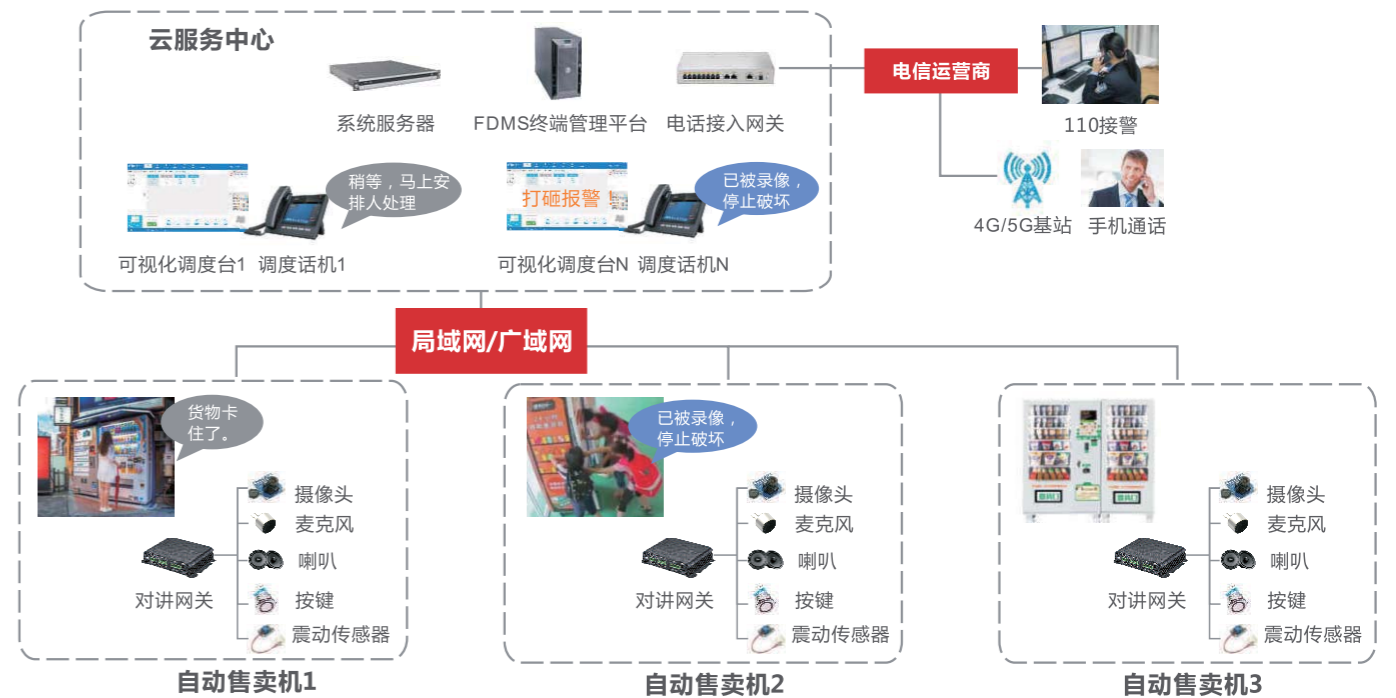 云服务中心
电信运营商
系统服务器
FDMS终端管理平台
电话接入网关
110接警
稍等，马上安
排人处理
打砸报警！
已被录像，
停止破坏
4G/5G基站
手机通话
可视化调度台1
调度话机1
可视化调度台N
调度话机N
局域网/广域网
货物卡
住了。
摄像头
麦克风
喇叭
对讲网关
按键
震动传感器
自动售卖机1
已被录像，
停止破坏
摄像头
麦克风
喇叭
对讲网关
按键
震动传感器
自动售卖机2
摄像头
麦克风
喇叭
对讲网关
按键
震动传感器
自动售卖机3